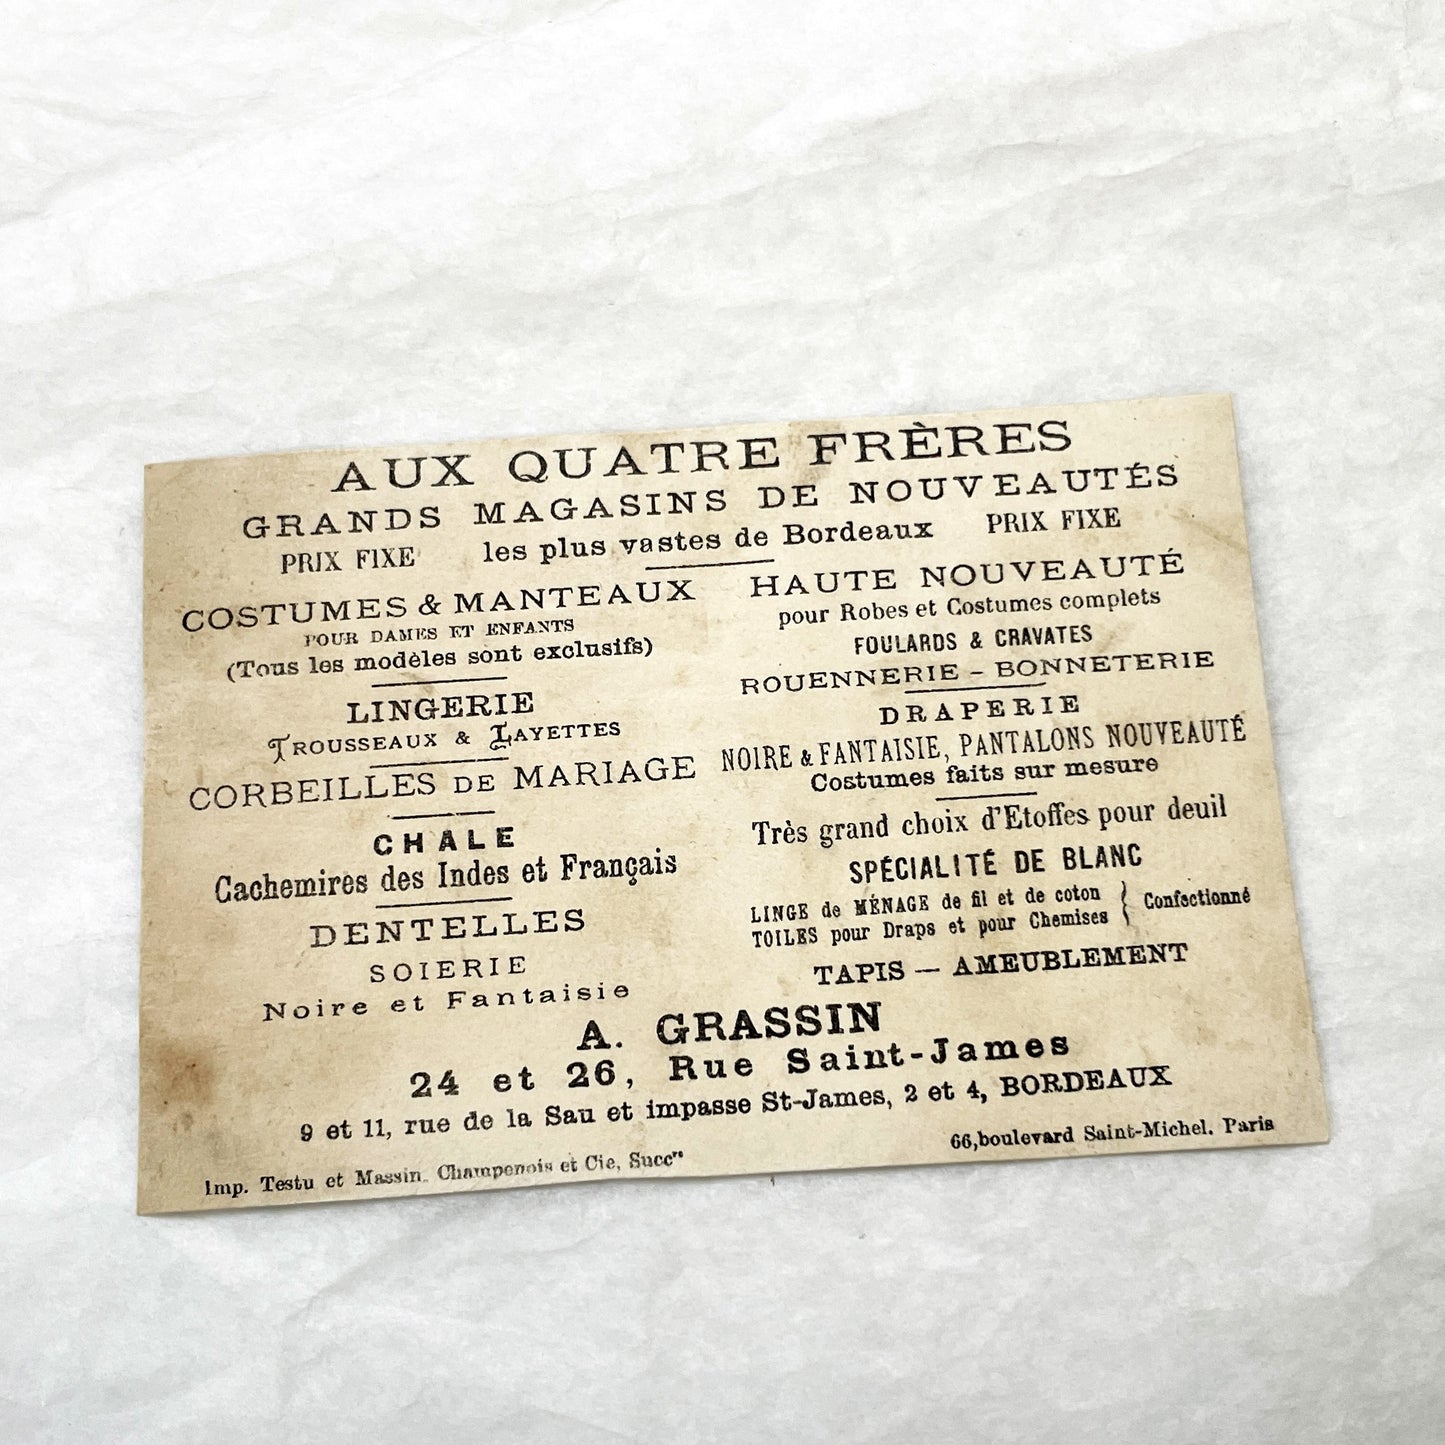 AUX QUATRE FRÈRES
GRANDS MAGASINS DE NOUVEAUTÉS
PRIX FIXE les plus vastes de Bordeaux PRIX FIXE
COSTUMES & MANTEAUX
POUR DAMES ET ENFANTS
(Tous les modèles sont exclusifs)
LINGERIE
TROUSSEAUX & LAYETTES
CORBEILLES DE MARIAGE
CHALE
Cachemires des Indes et Français
DENTELLES
SOIERIE
Noire et Fantaisie
HAUTE NOUVEAUTÉ
pour Robes et Costumes complets
FOULARDS & CRAVATES
ROUENNERIE - BONNETERIE
DRAPERIE
NOIRE & FANTAISIE, PANTALONS NOUVEAUTÉ
Costumes faits sur mesure
Très grand choix d'Etoffes pour deuil
SPÉCIALITÉ DE BLANC
LINGE de MÉNAGE de fil et de coton
TOILES pour Draps et pour Chemises } Confectionné
TAPIS — AMEUBLEMENT
A. GRASSIN
24 et 26, Rue Saint-James
9 et 11, rue de la Sau et impasse St-James, 2 et 4, BORDEAUX
Imp. Testu et Massin. Champenois et Cie, Succrs
66, boulevard Saint-Michel. Paris